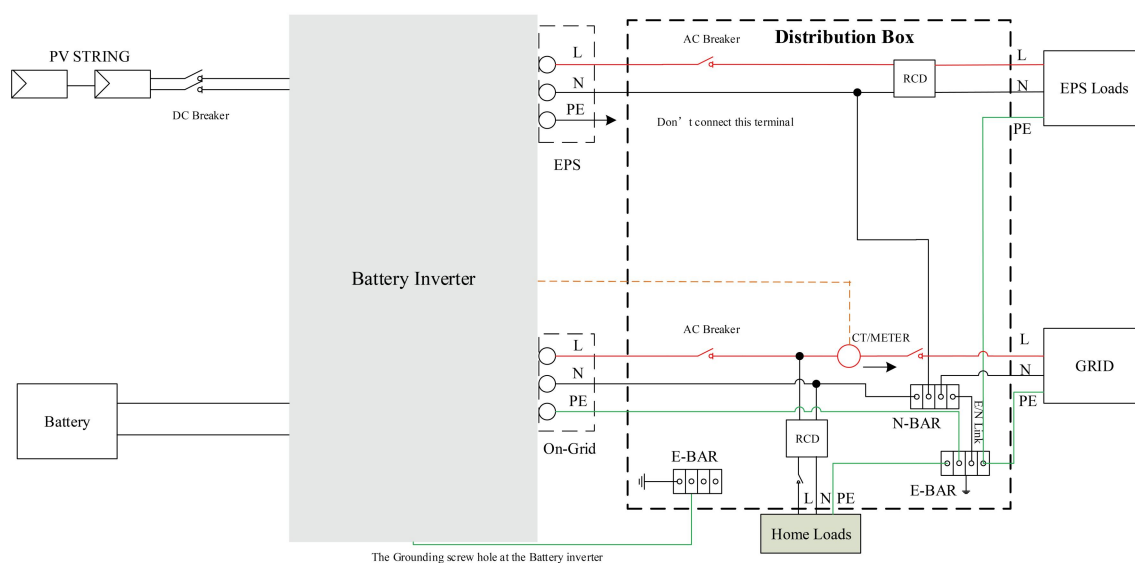 Distribution Box
AC Breaker
L
L
PV STRING
RCD
N
N
EPS Loads
DC Breaker
PE
Don’t connect this terminal
PE
EPS
Battery Inverter
AC Breaker
CT/METER
L
L
GRID
N
N
PE
PE
Battery
N-BAR
E/N Link
On-Grid
RCD
E-BAR
E-BAR
L N PE
Home Loads
The Grounding screw hole at the Battery inverter